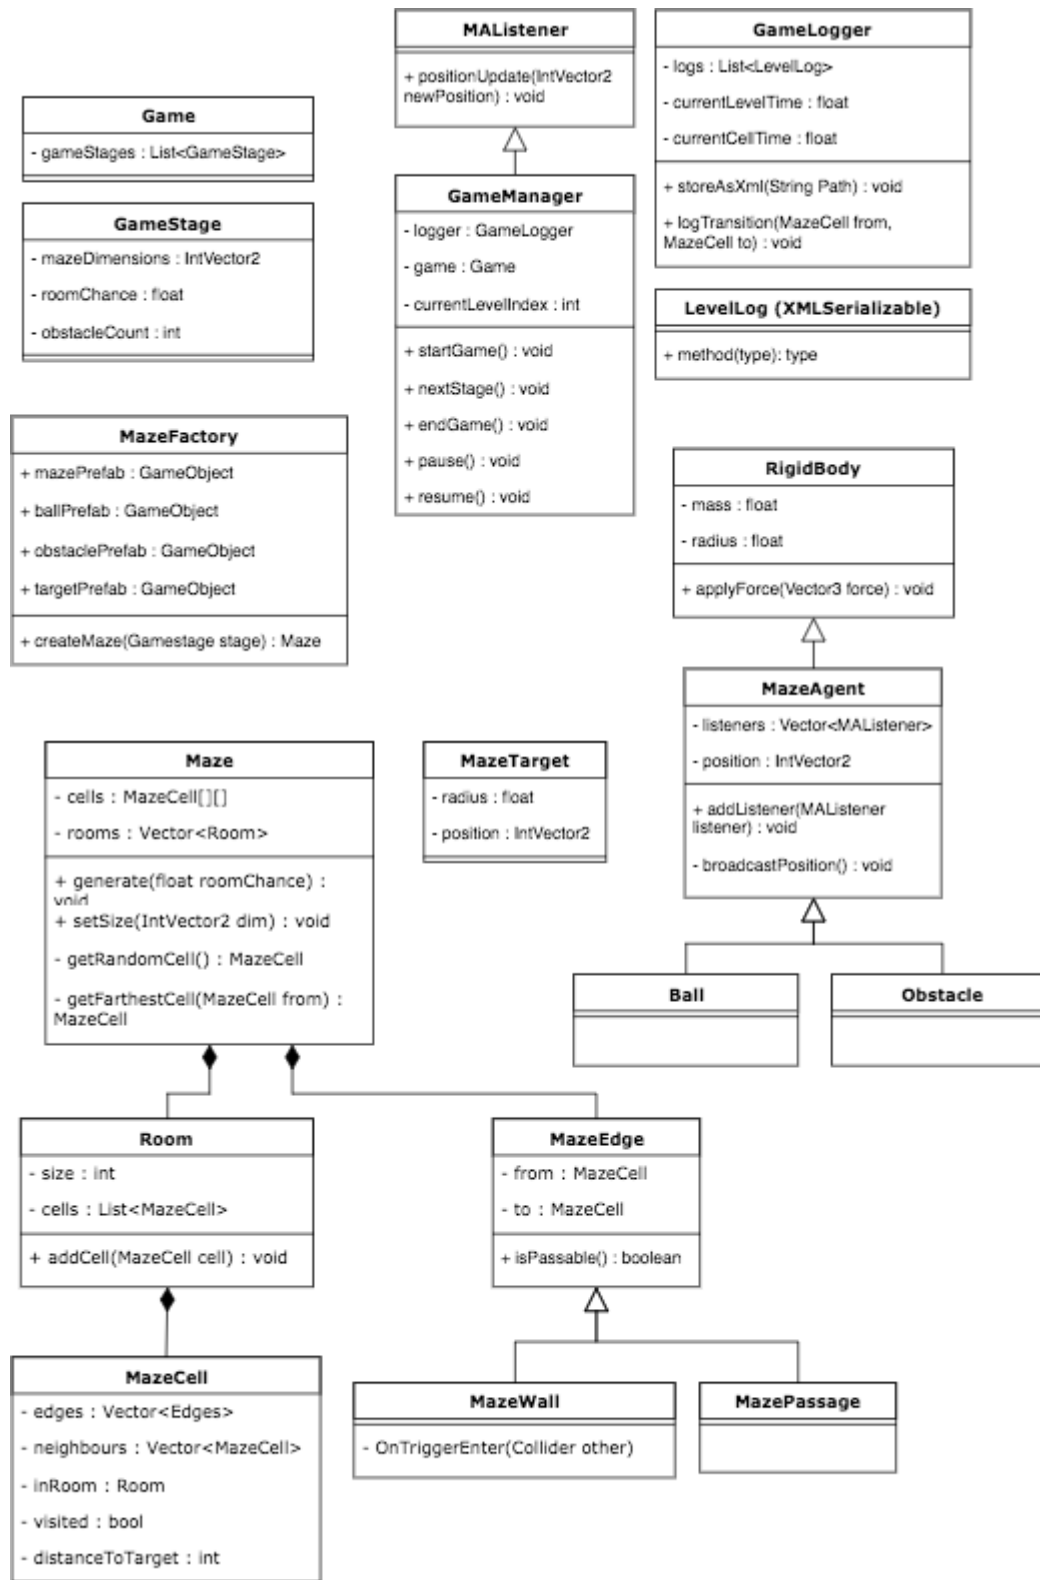 MAListener
+ positionUpdate(IntVector2
newPosition) : void
GameLogger
- logs : List<LevelLog>
- currentLevelTime : float
- currentCellTime : float
+ storeAsXml(String Path) : void
+ logTransition(MazeCell from,
MazeCell to) : void
Game
- gameStages : List<GameStage>
GameStage
- mazeDimensions : IntVector2
- roomChance : float
- obstacleCount : int
GameManager
- logger : GameLogger
- game : Game
- currentLevelIndex : int
+ startGame() : void
+ nextStage() : void
+ endGame() : void
+ pause() : void
+ resume() : void
LevelLog (XMLSerializable)
+ method(type): type
MazeFactory
+ mazePrefab : GameObject
+ ballPrefab : GameObject
+ obstaclePrefab : GameObject
+ targetPrefab : GameObject
+ createMaze(Gamestage stage) : Maze
RigidBody
- mass : float
- radius : float
+ applyForce(Vector3 force) : void
MazeAgent
- listeners : Vector<MAListener>
- position : IntVector2
+ addListener(MAListener
listener) : void
- broadcastPosition() : void
Maze
- cells : MazeCell[][]
- rooms : Vector<Room>
+ generate(float roomChance) :
void
+ setSize(IntVector2 dim) : void
- getRandomCell() : MazeCell
- getFarthestCell(MazeCell from) :
MazeCell
MazeTarget
- radius : float
- position : IntVector2
Ball
Obstacle
Room
- size : int
- cells : List<MazeCell>
+ addCell(MazeCell cell) : void
MazeEdge
- from : MazeCell
- to : MazeCell
+ isPassable() : boolean
MazeCell
- edges : Vector<Edges>
- neighbours : Vector<MazeCell>
- inRoom : Room
- visited : bool
- distanceToTarget : int
MazeWall
- OnTriggerEnter(Collider other)
MazePassage